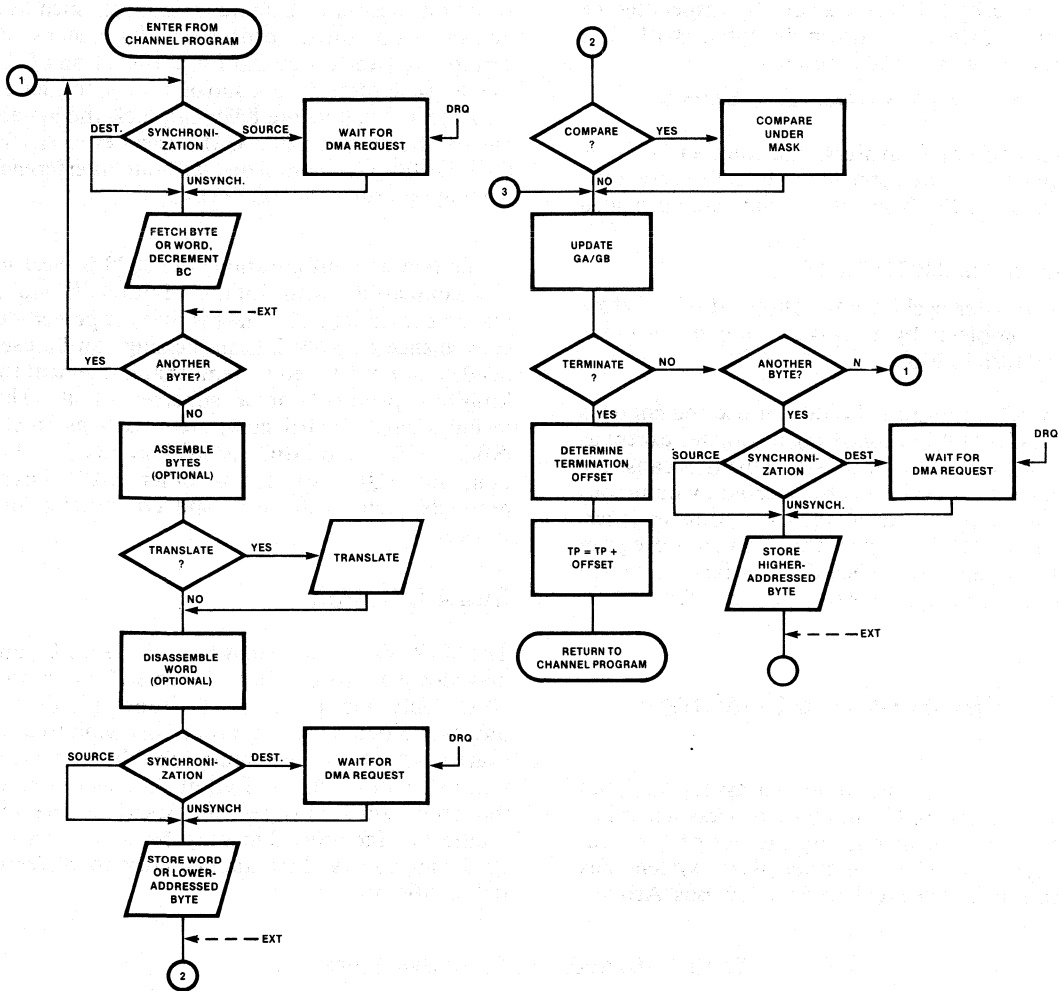 ENTER FROM
CHANNEL PROGRAM
1
DEST.
SYNCHRONI-
ZATION
SOURCE
WAIT FOR
DMA REQUEST
DRQ
UNSYNCH.
FETCH BYTE
OR WORD,
DECREMENT
BC
EXT
YES
ANOTHER
BYTE?
NO
ASSEMBLE
BYTES
(OPTIONAL)
TRANSLATE
?
YES
TRANSLATE
NO
DISASSEMBLE
WORD
(OPTIONAL)
SOURCE
SYNCHRONI-
ZATION
DEST.
WAIT FOR
DMA REQUEST
DRQ
UNSYNCH
STORE WORD
OR LOWER-
ADDRESSED
BYTE
EXT
2
2
COMPARE
?
YES
COMPARE
UNDER
MASK
NO
3
UPDATE
GA/GB
TERMINATE
?
NO
ANOTHER
BYTE?
N
1
YES
DETERMINE
TERMINATION
OFFSET
TP = TP +
OFFSET
RETURN TO
CHANNEL PROGRAM
YES
SOURCE
SYNCHRONI-
ZATION
DEST
WAIT FOR
DMA REQUEST
DRQ
UNSYNCH.
STORE
HIGHER-
ADDRESSED
BYTE
EXT